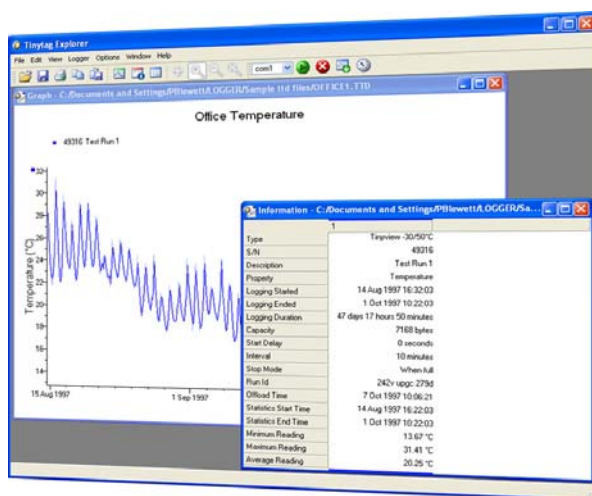 Tinytag Explorer
File Edit View Logger Options Window Help
com1
Graph - C:/Documents and Settings/PBlewett/LOGGER/Sample ttd files/OFFICE1.TTD
Office Temperature
49316 Test Run 1
Temperature (°C)
32
30
28
26
24
22
20
18
16
14
15 Aug 1997
1 Sep 1997
Information - C:/Documents and Settings/PBlewett/LOGGER/Sa...
1
Type Tinyview -30/50°C
S/N 49316
Description Test Run 1
Property Temperature
Logging Started 14 Aug 1997 16:32:03
Logging Ended 1 Oct 1997 10:22:03
Logging Duration 47 days 17 hours 50 minutes
Capacity 7168 bytes
Start Delay 0 seconds
Interval 10 minutes
Stop Mode When full
Run Id 242v upgc 279d
Offload Time 7 Oct 1997 10:06:21
Statistics Start Time 14 Aug 1997 16:22:03
Statistics End Time 1 Oct 1997 10:22:03
Minimum Reading 13.67 °C
Maximum Reading 31.41 °C
Average Reading 20.25 °C